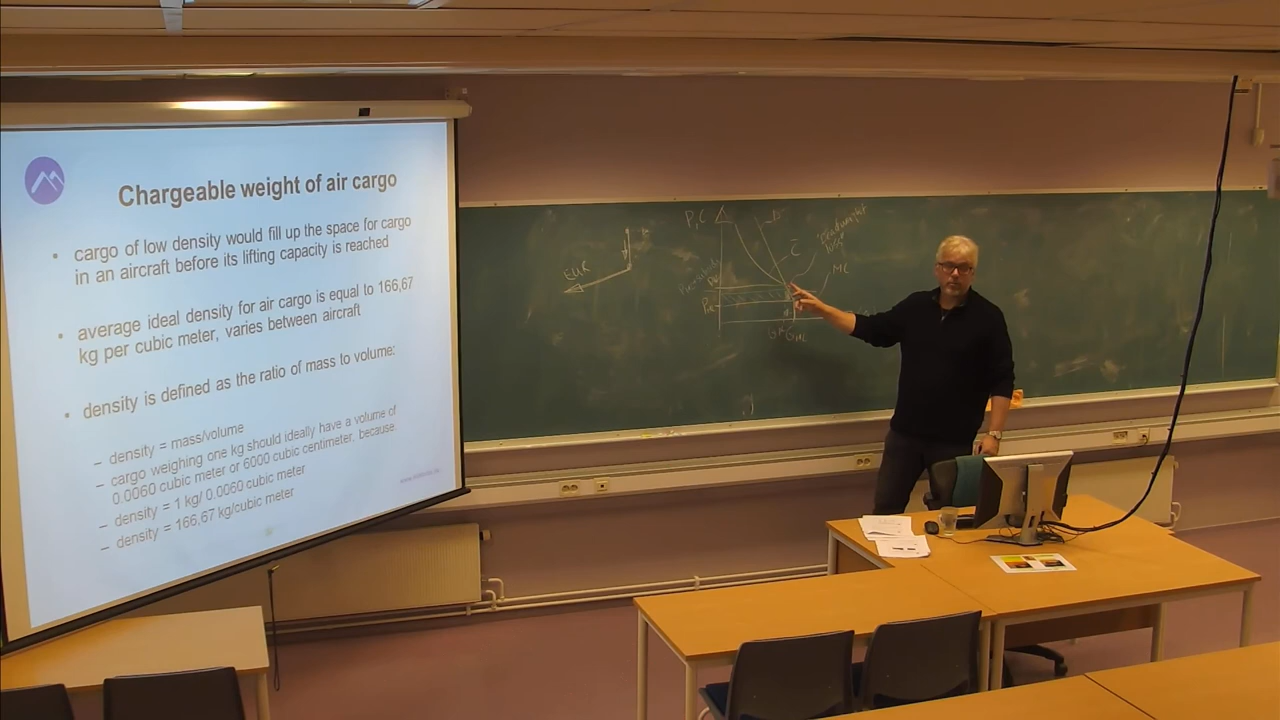 Chargeable weight of air cargo
• cargo of low density would fill up the space for cargo
in an aircraft before its lifting capacity is reached
• average ideal density for air cargo is equal to 166,67
kg per cubic meter, varies between aircraft
• density is defined as the ratio of mass to volume:
– density = mass/volume
– cargo weighing one kg should ideally have a volume of
0.0060 cubic meter or 6000 cubic centimeter, because:
– density = 1 kg/ 0.0060 cubic meter
– density = 166,67 kg/cubic meter
EUR
P, C
D
C
Deadweight
loss
MC